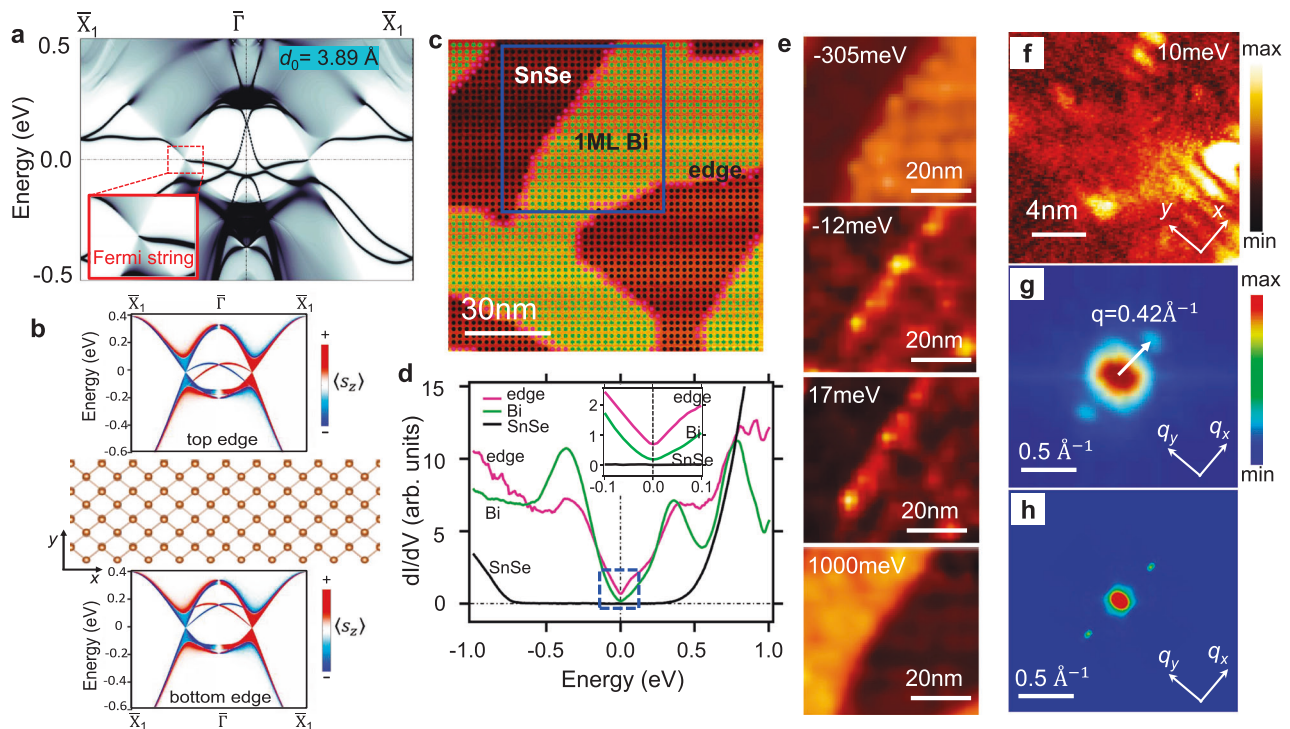 a
X̅₁
Γ̅
X̅₁
0.5
0.0
-0.5
Energy (eV)
d₀= 3.89 Å
Fermi string
b
X̅₁
Γ̅
X̅₁
0.4
0.2
0
-0.2
-0.4
-0.6
Energy (eV)
top edge
+
⟨s_z⟩
−
y
x
0.4
0.2
0
-0.2
-0.4
-0.6
Energy (eV)
bottom edge
+
⟨s_z⟩
−
X̅₁
Γ̅
X̅₁
c
SnSe
1ML Bi
edge
30nm
d
15
10
5
0
dI/dV (arb. units)
edge
Bi
SnSe
edge
Bi
SnSe
2
1
0
edge
Bi
SnSe
-0.1
0.0
0.1
-1.0
-0.5
0.0
0.5
1.0
Energy (eV)
e
-305meV
20nm
-12meV
20nm
17meV
20nm
1000meV
20nm
f
10meV
4nm
y
x
max
min
g
q=0.42Å⁻¹
0.5 Å⁻¹
q_y
q_x
max
min
h
0.5 Å⁻¹
q_y
q_x